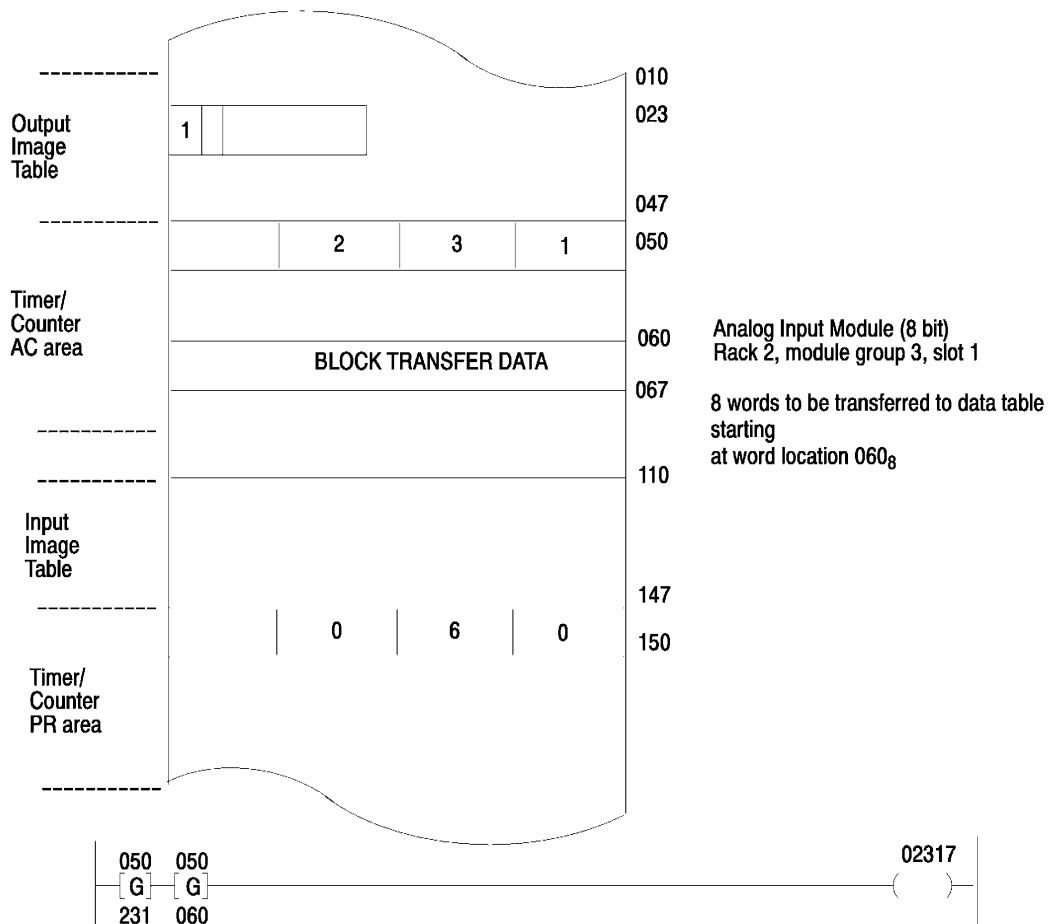 010
Output
Image
Table
1
023
047
2 3 1
050
Timer/
Counter
AC area
060
BLOCK TRANSFER DATA
067
Analog Input Module (8 bit)
Rack 2, module group 3, slot 1
8 words to be transferred to data table
starting
at word location 060₈
110
Input
Image
Table
147
0 6 0
150
Timer/
Counter
PR area
050 050
02317
G G
231 060